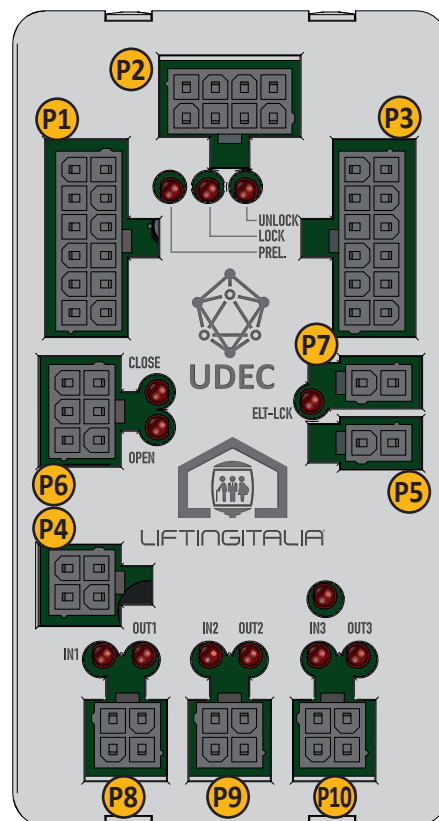 P2
P1
P3
UNLOCK
LOCK
PREL.
P7
CLOSE
UDEC
ELT-LCK
OPEN
P6
P5
P4
LIFTINGITALIA
IN1
OUT1
IN2
OUT2
IN3
OUT3
P8
P9
P10